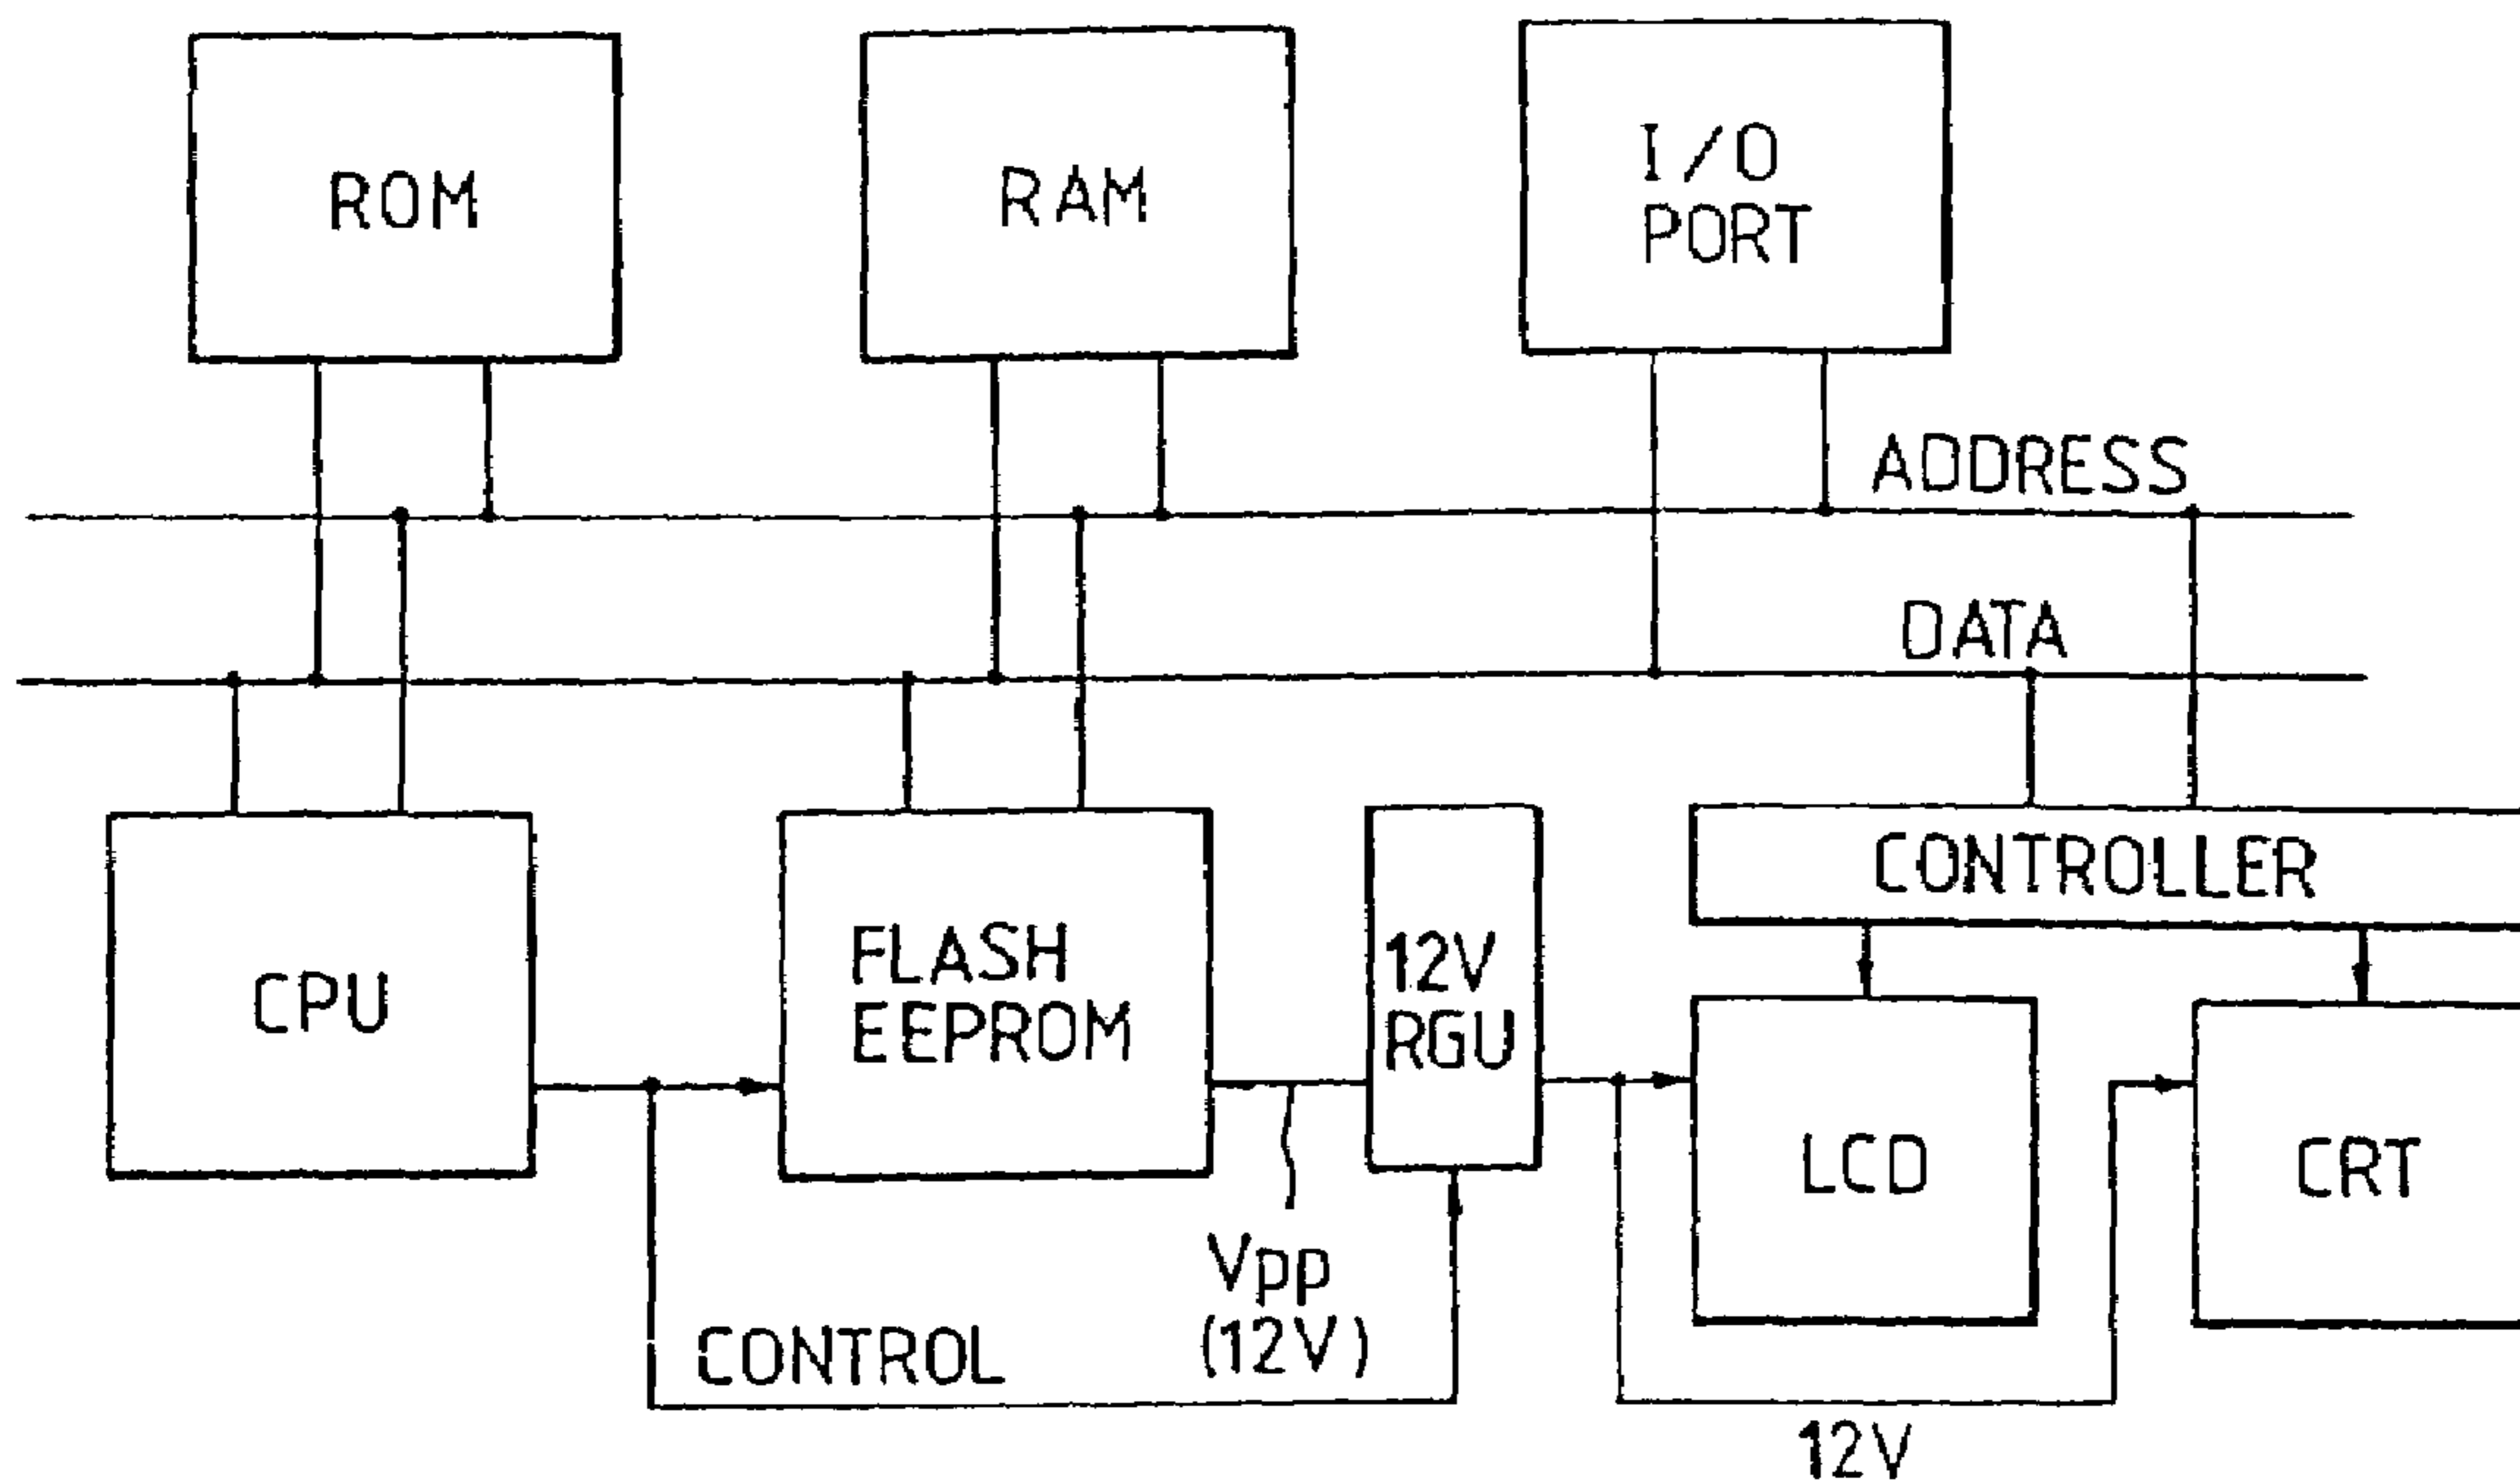 ROM
RAM
I/O
PORT
ADDRESS
DATA
CPU
FLASH
EEPROM
12V
RGU
CONTROLLER
LCD
CRT
VPP
(12V)
CONTROL
12V